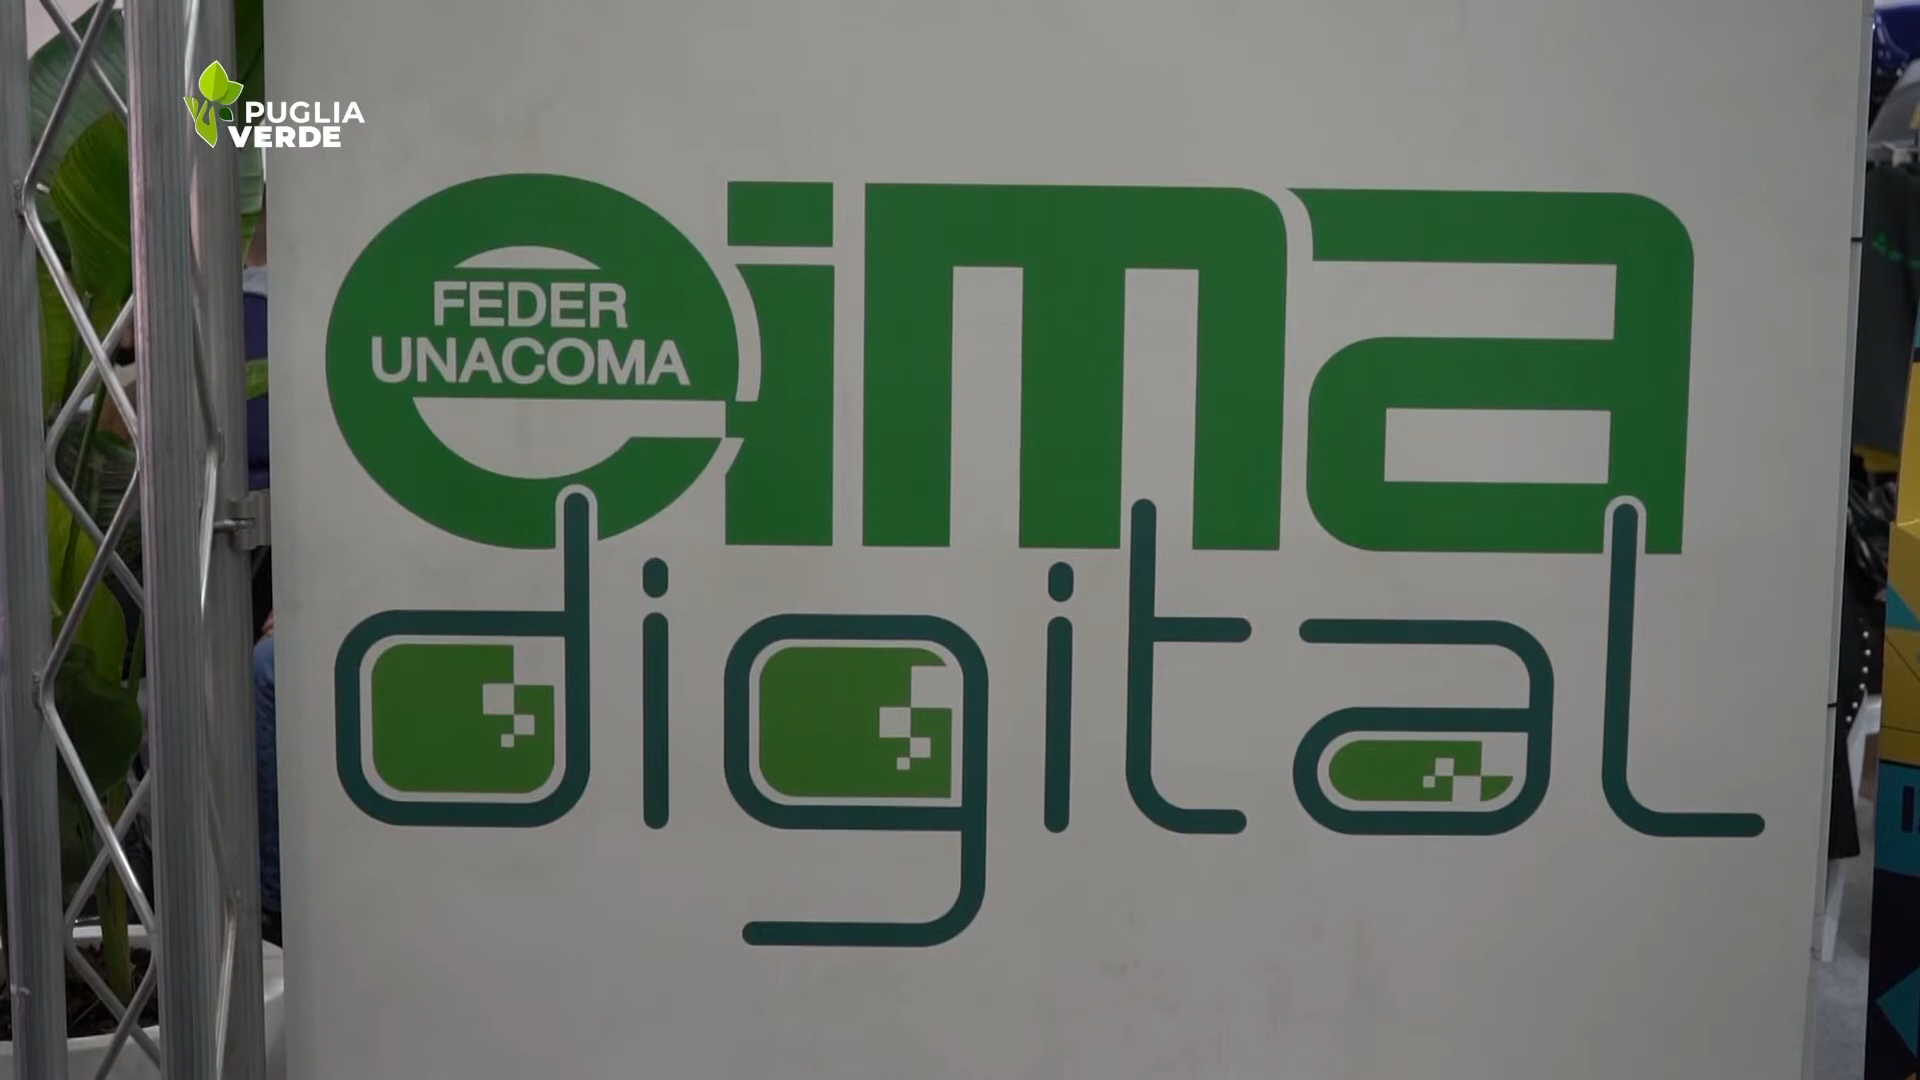 PUGLIA
VERDE
eima
FEDER
UNACOMA
digital